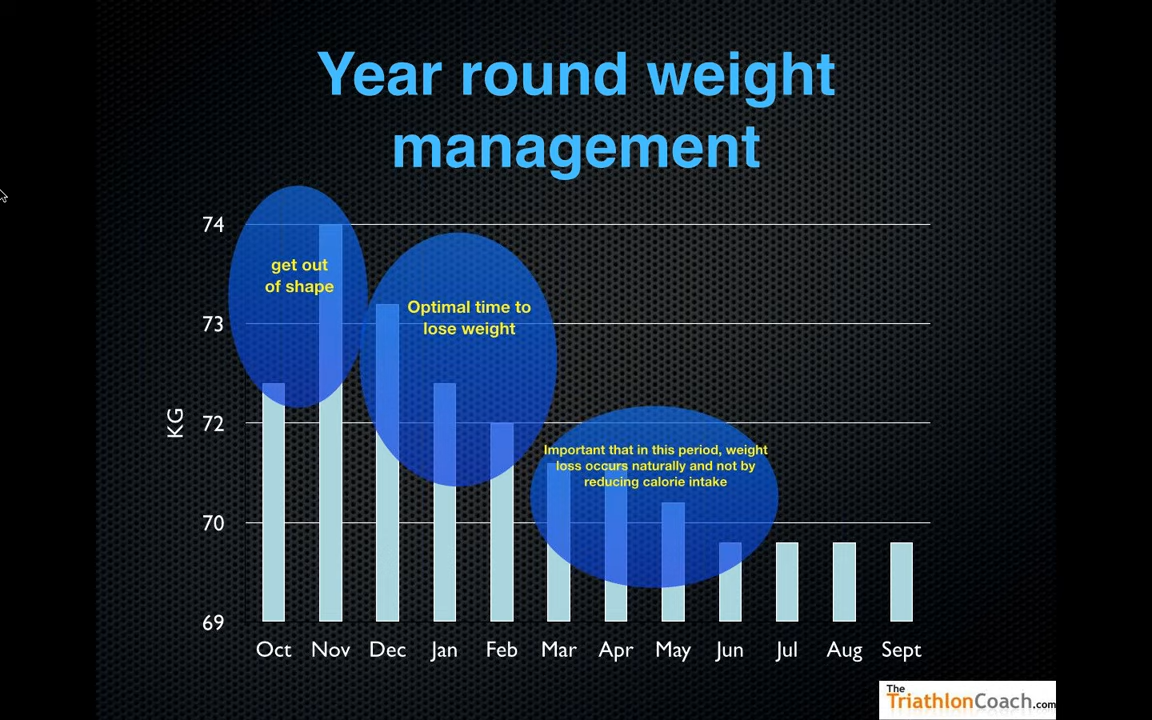 Year round weight
management
74
73
72
70
69
KG
get out
of shape
Optimal time to
lose weight
Important that in this period, weight
loss occurs naturally and not by
reducing calorie intake
Oct Nov Dec Jan Feb Mar Apr May Jun Jul Aug Sept
The
TriathlonCoach.com